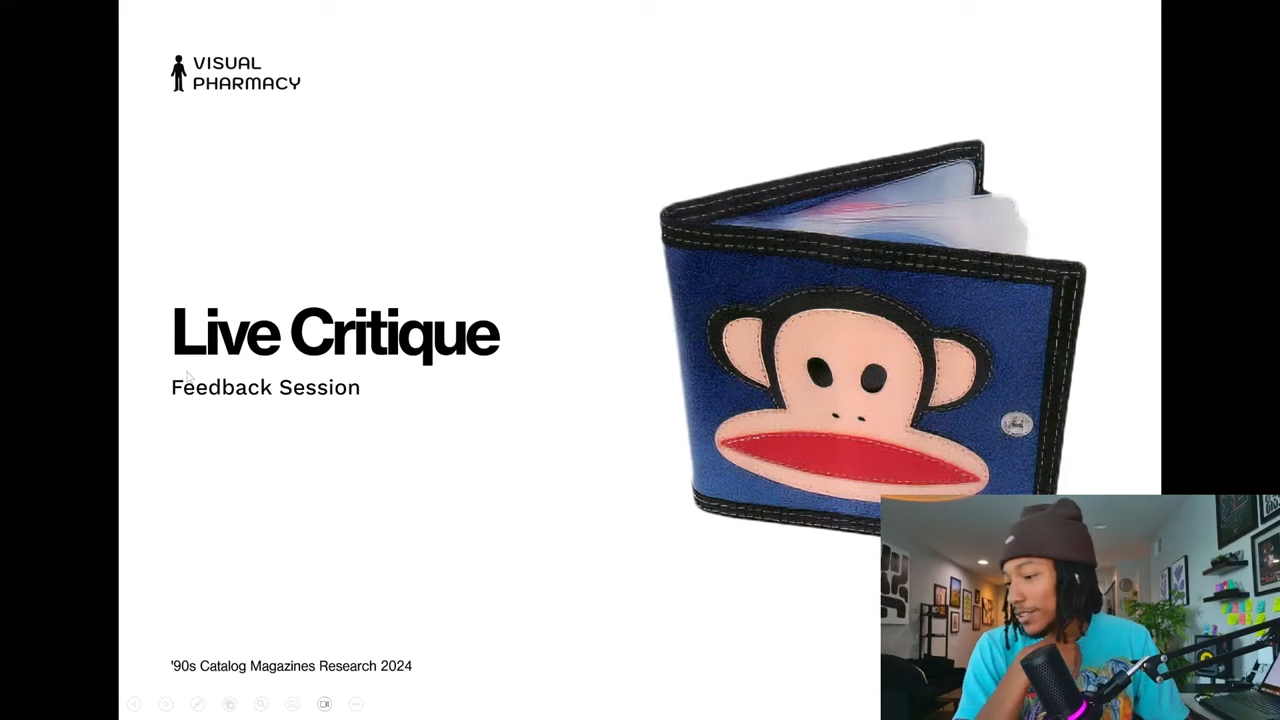 VISUAL
PHARMACY
Live Critique
Feedback Session
'90s Catalog Magazines Research 2024